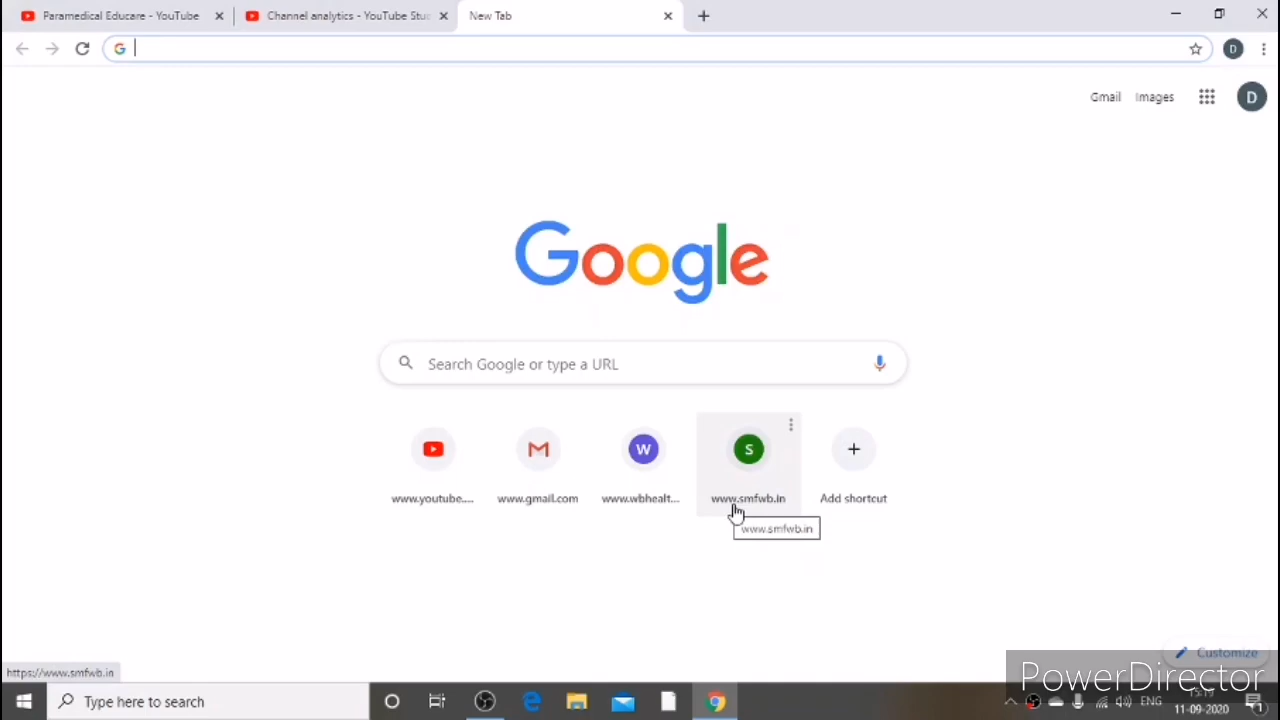 Paramedical Educare - YouTube
Channel analytics - YouTube Stu
New Tab
D
Gmail
Images
D
Google
Search Google or type a URL
W
S
www.youtube....
www.gmail.com
www.wbhealt...
www.smfwb.in
Add shortcut
www.smfwb.in
Customize
https://www.smfwb.in
PowerDirector
Type here to search
ENG
15:19
11-09-2020